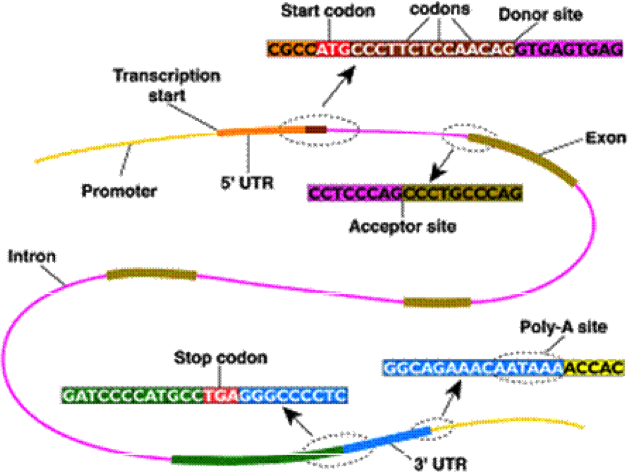 Start codon
codons
Donor site
CGCCATGCCCTTCTCCAACAGGTGAGTGAG
Transcription
start
Exon
Promoter
5' UTR
CCTCCCAGCCCTGCCCAG
Acceptor site
Intron
Poly-A site
Stop codon
GGCAGAAACAATAAAACCAC
GATCCCCATGCCTGAGGGCCCCTC
3' UTR